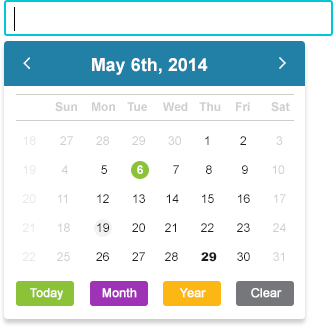 May 6th, 2014
Sun Mon Tue Wed Thu Fri Sat
18 27 28 29 30 1 2 3
19 4 5 6 7 8 9 10
20 11 12 13 14 15 16 17
21 18 19 20 21 22 23 24
22 25 26 27 28 29 30 31
Today Month Year Clear